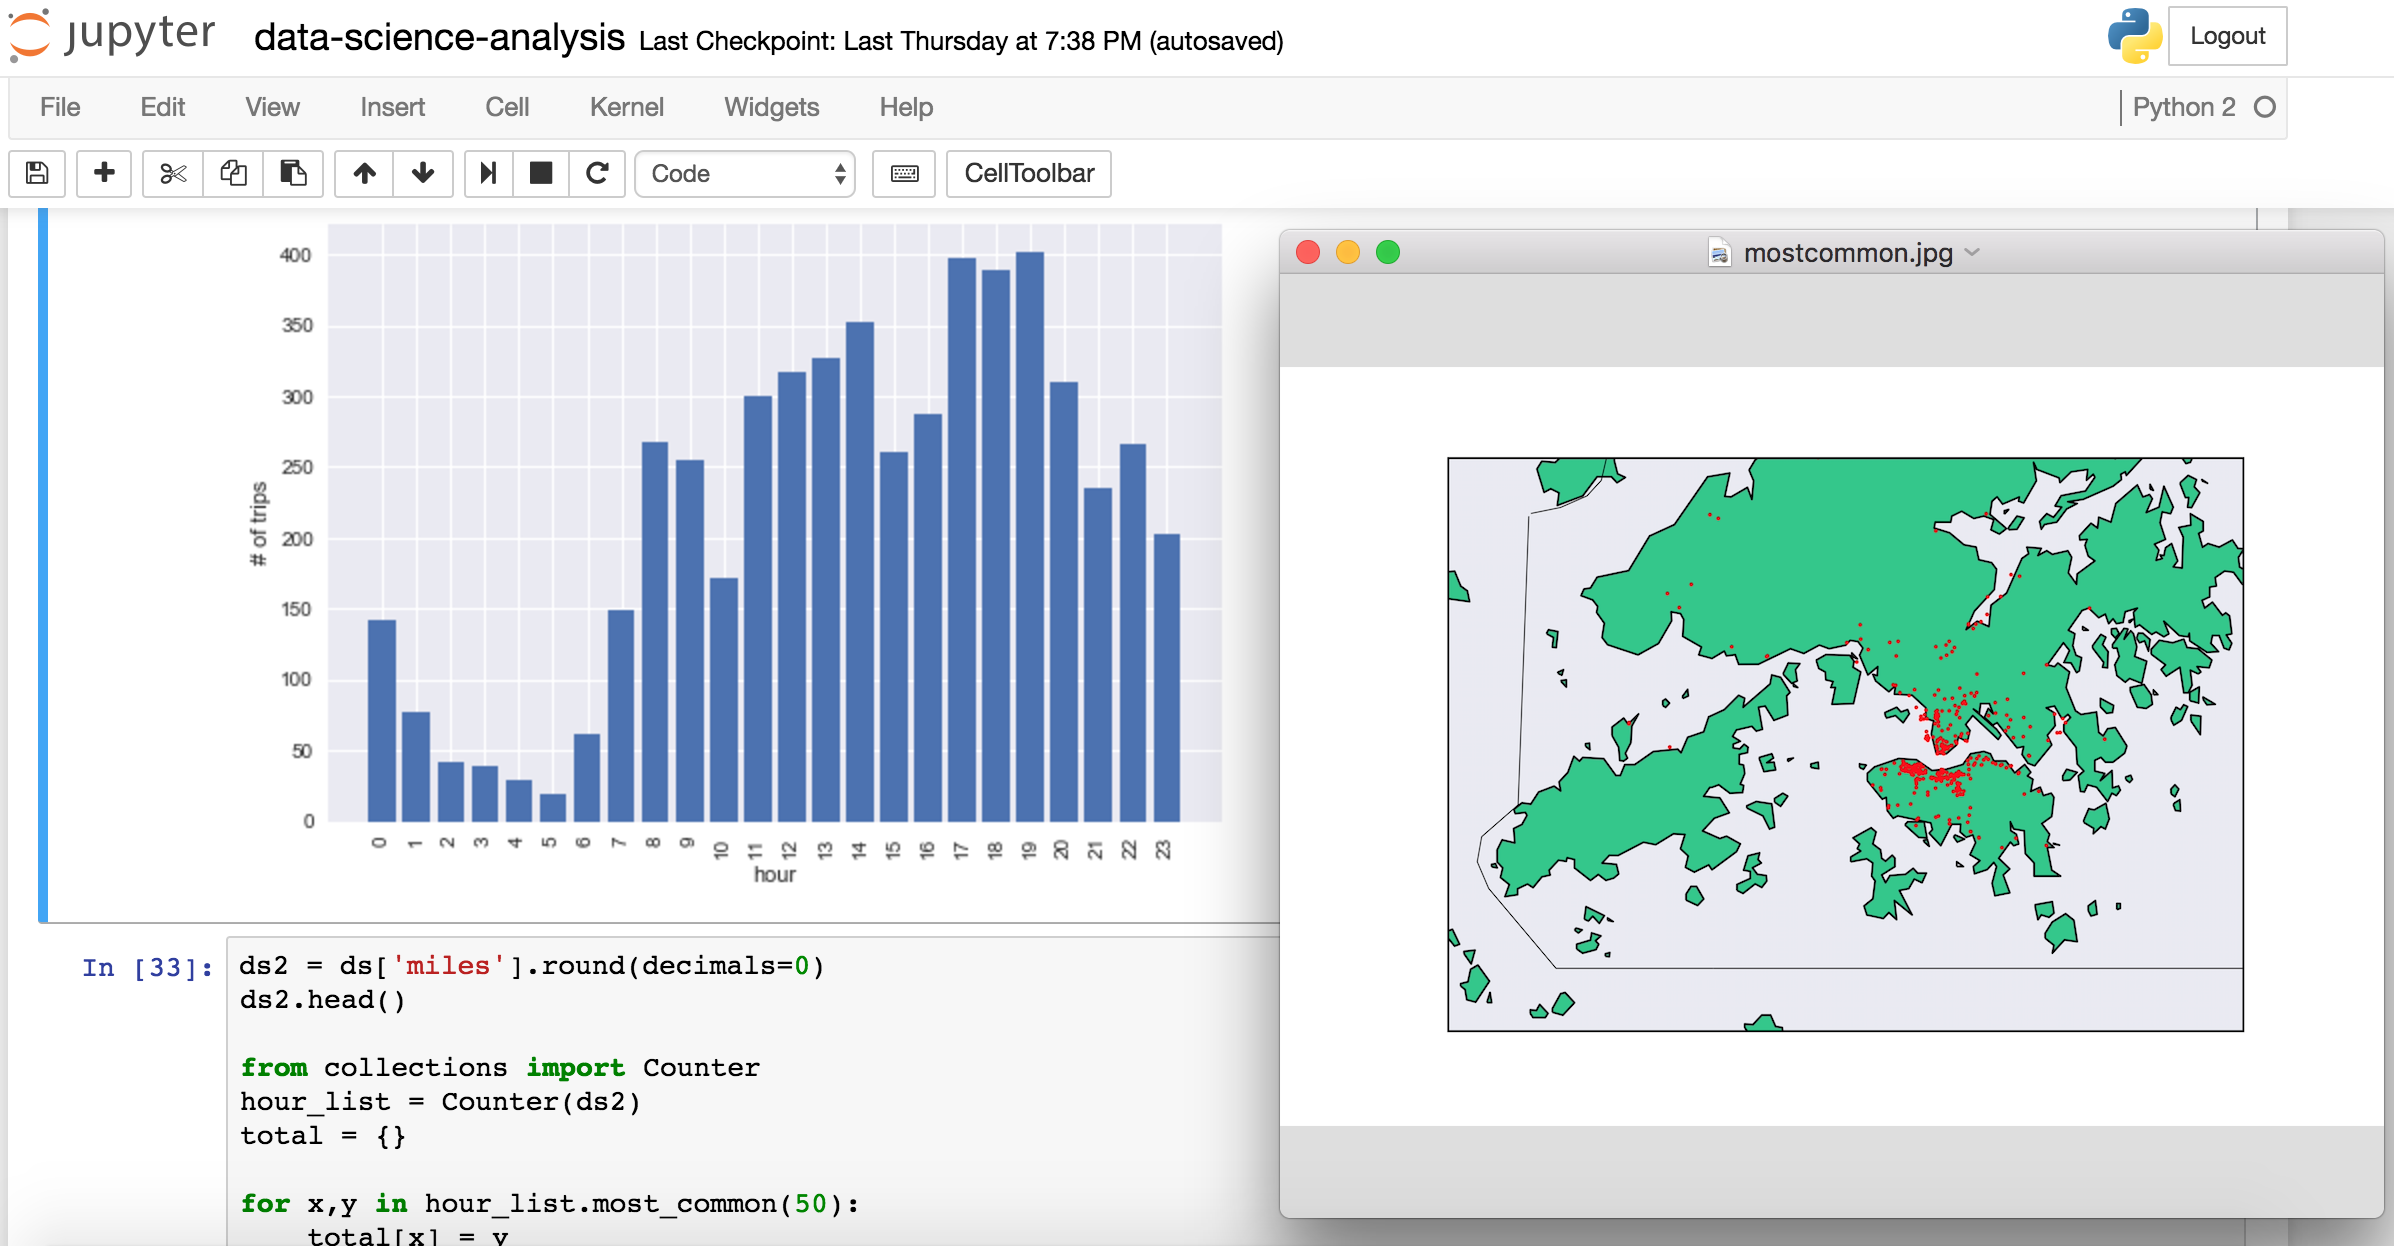 jupyter data-science-analysis Last Checkpoint: Last Thursday at 7:38 PM (autosaved) Logout
File Edit View Insert Cell Kernel Widgets Help Python 2
Code CellToolbar
400
350
300
250
200
150
100
50
0
# of trips
0 1 2 3 4 5 6 7 8 9 10 11 12 13 14 15 16 17 18 19 20 21 22 23
hour
mostcommon.jpg
In [33]:
ds2 = ds['miles'].round(decimals=0)
ds2.head()
from collections import Counter
hour_list = Counter(ds2)
total = {}
for x,y in hour_list.most_common(50):
total[x] = y